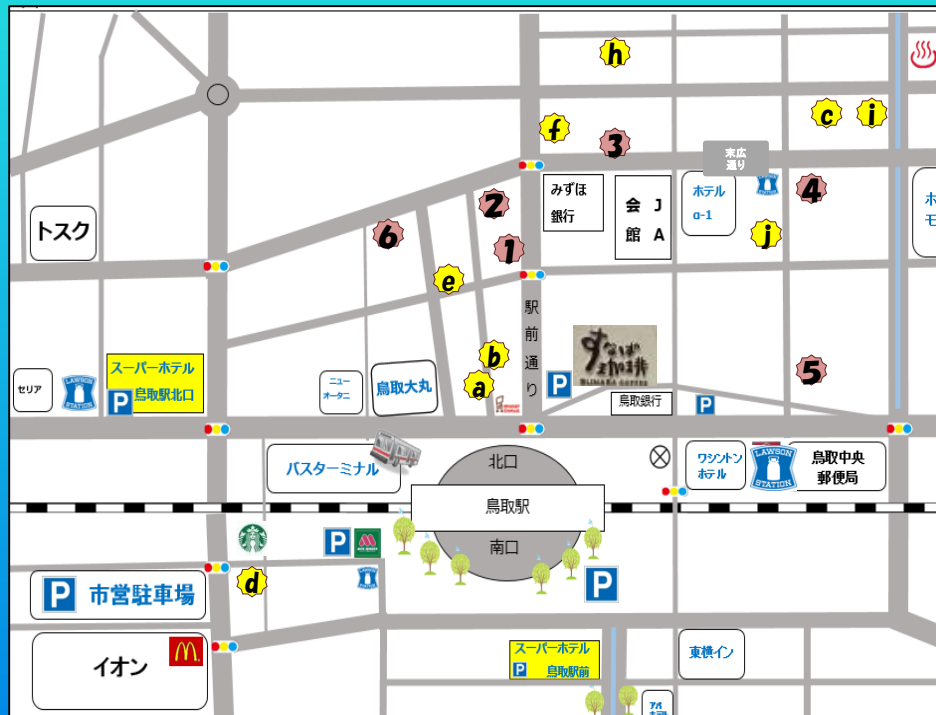 h
c
i
f
3
末広
通り
2
みずほ
銀行
会 J
館 A
ホテル
α-1
4
ホ
モ
トスク
6
1
j
e
駅前通り
すなば
珈琲
SUNABA COFFEE
スーパーホテル
P
鳥取駅北口
セリア
LAWSON
STATION
ニュー
オータニ
鳥取大丸
b
a
P
鳥取銀行
P
5
バスターミナル
北口
鳥取駅
南口
ワシントン
ホテル
LAWSON
STATION
鳥取中央
郵便局
P
d
P
P
市営駐車場
イオン
スーパーホテル
P
鳥取駅前
東横イン